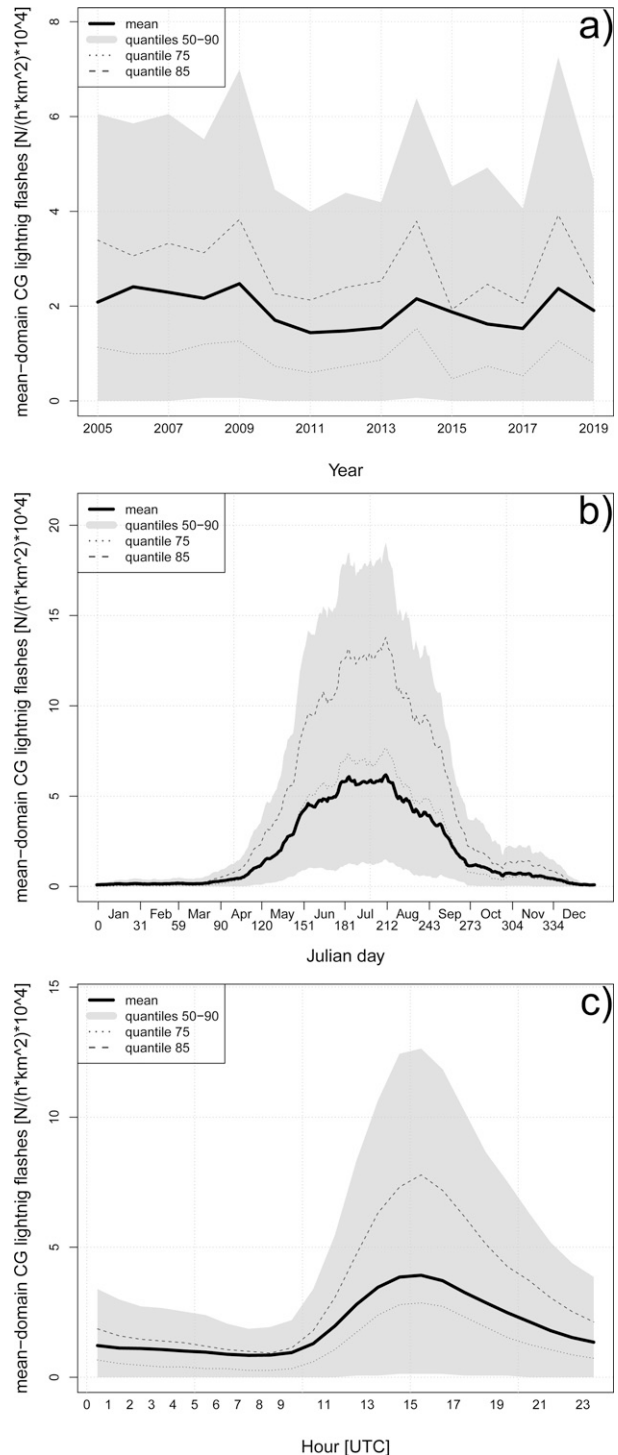 a)
mean
quantiles 50−90
quantile 75
quantile 85
mean−domain CG lightnig flashes [N/(h*km^2)*10^4]
8
6
4
2
0
2005 2007 2009 2011 2013 2015 2017 2019
Year
b)
mean
quantiles 50−90
quantile 75
quantile 85
mean−domain CG lightnig flashes [N/(h*km^2)*10^4]
20
15
10
5
0
Jan Feb Mar Apr May Jun Jul Aug Sep Oct Nov Dec
0 31 59 90 120 151 181 212 243 273 304 334
Julian day
c)
mean
quantiles 50−90
quantile 75
quantile 85
mean−domain CG lightnig flashes [N/(h*km^2)*10^4]
15
10
5
0
0 1 2 3 4 5 6 7 8 9 11 13 15 17 19 21 23
Hour [UTC]